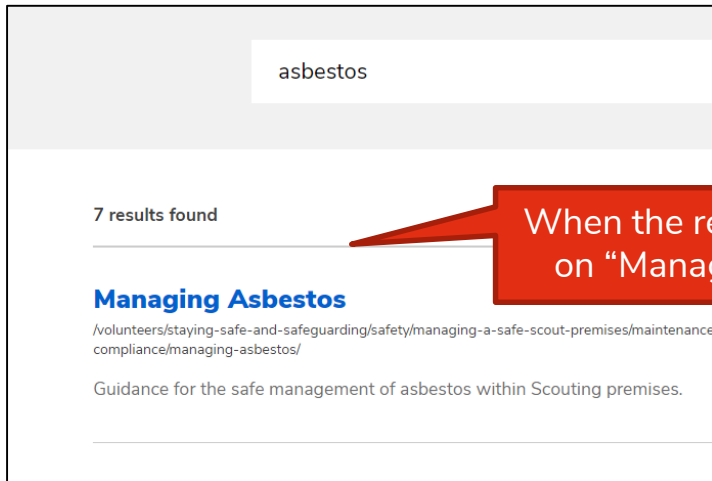 asbestos
7 results found
When the re
on “Manag
Managing Asbestos
/volunteers/staying-safe-and-safeguarding/safety/managing-a-safe-scout-premises/maintenance
compliance/managing-asbestos/
Guidance for the safe management of asbestos within Scouting premises.